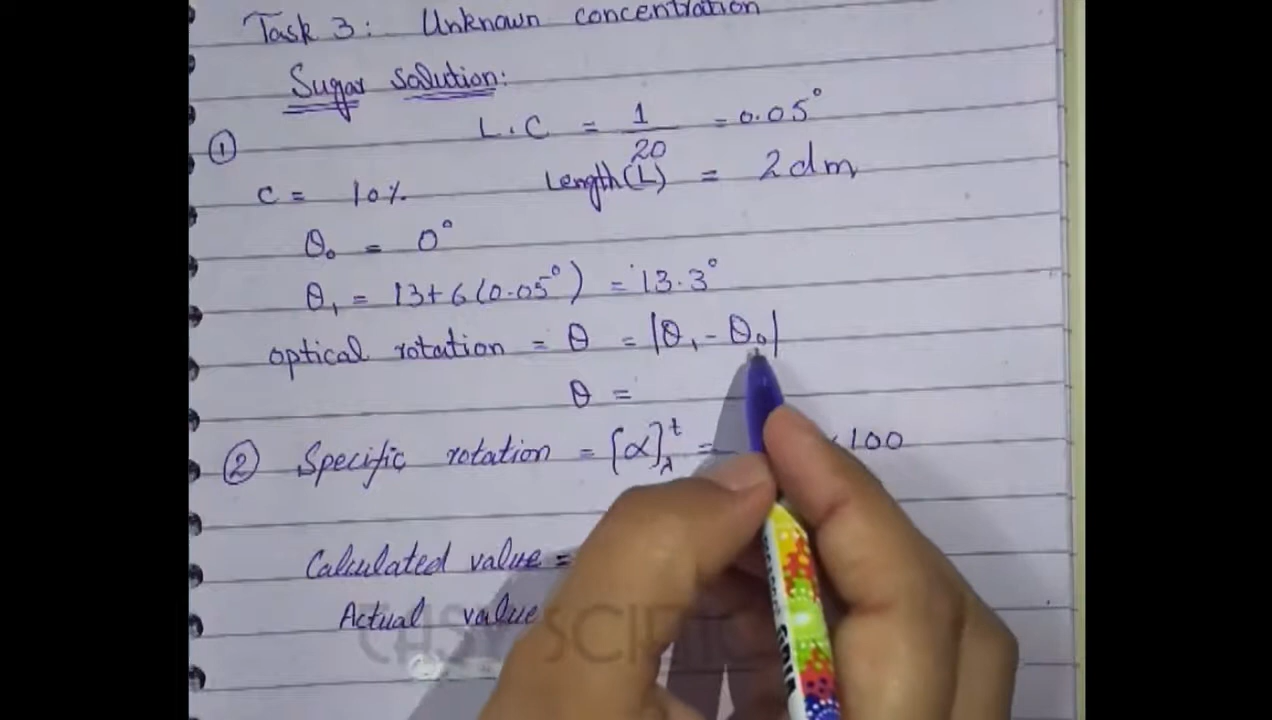 Task 3: Unknown concentration
Sugar solution:
① L.C = 1/20 = 0.05°
C = 10% Length(L) = 2dm
θ₀ = 0°
θ₁ = 13+6(0.05°) = 13.3°
optical rotation = θ = |θ₁ - θ₀|
θ =
② Specific rotation = [α]ᵗλ = ×100
Calculated value =
Actual value